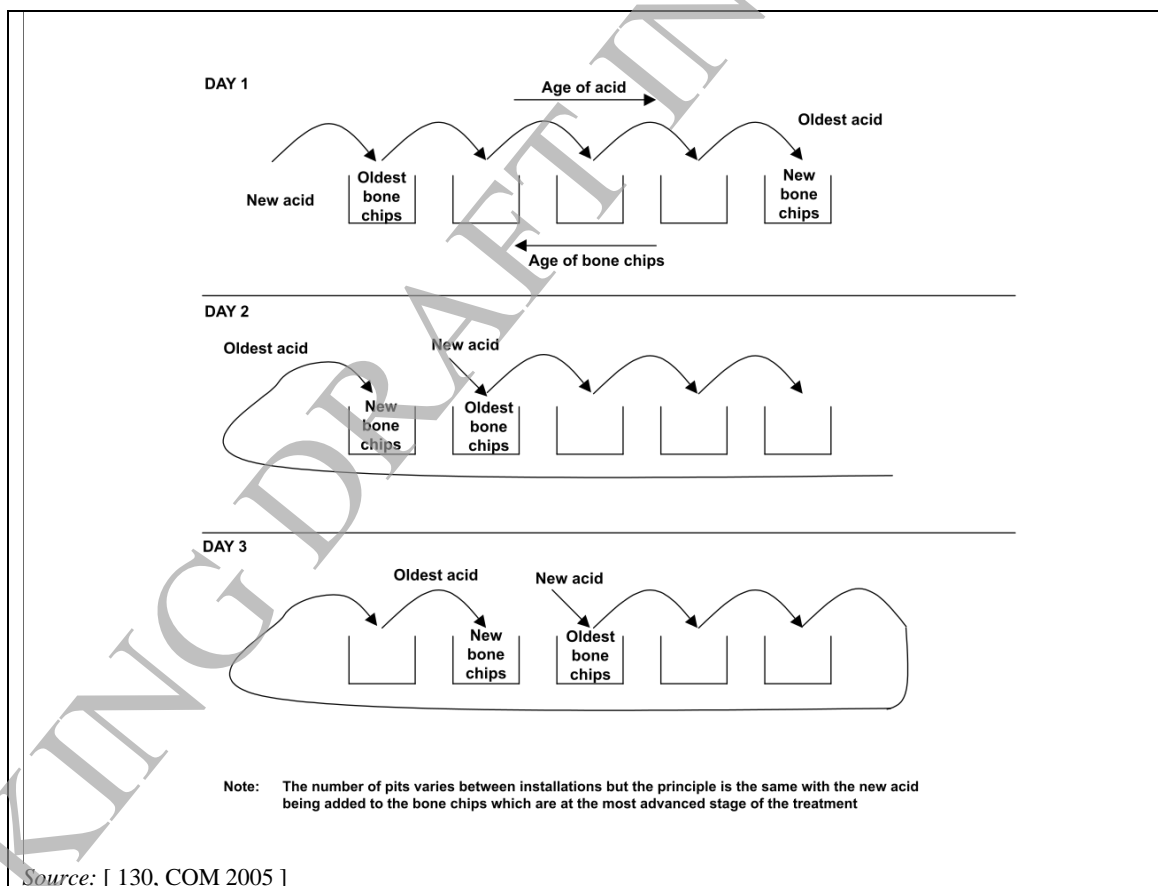 DAY 1
Age of acid
Oldest acid
New acid
Oldest
bone
chips
New
bone
chips
Age of bone chips
DAY 2
Oldest acid
New acid
New
bone
chips
Oldest
bone
chips
DAY 3
Oldest acid
New acid
New
bone
chips
Oldest
bone
chips
Note: The number of pits varies between installations but the principle is the same with the new acid
being added to the bone chips which are at the most advanced stage of the treatment
Source: [ 130, COM 2005 ]
KING DRAFT IN